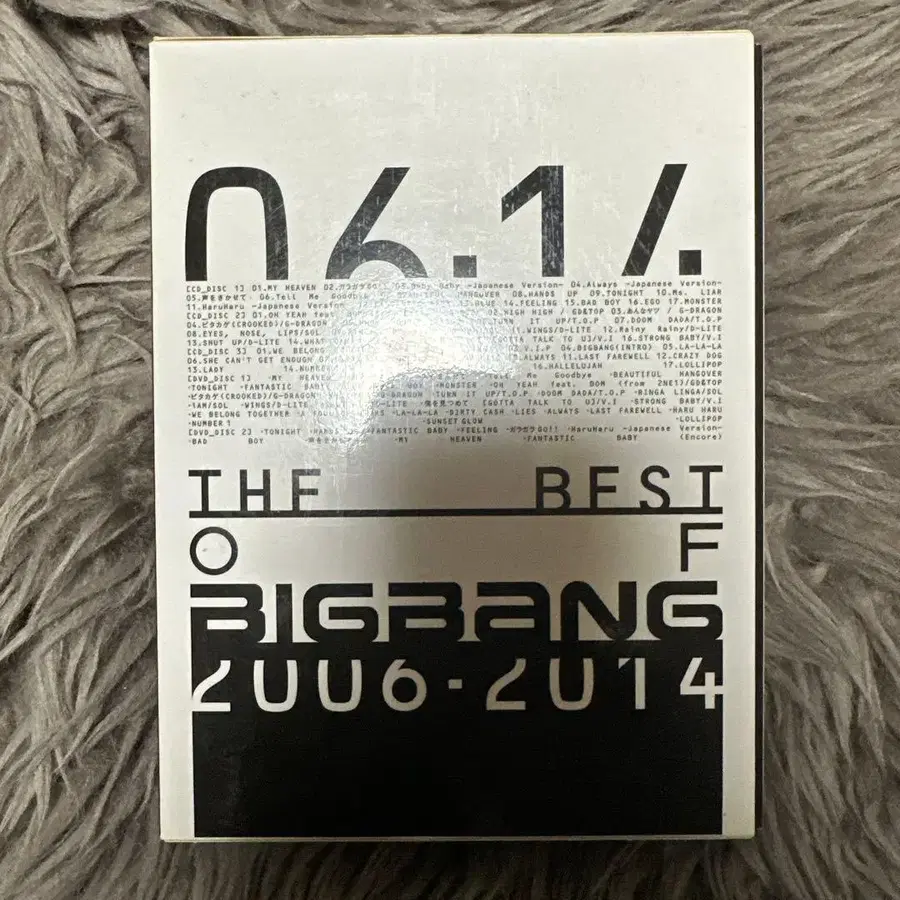 06.14
[CD_DISC 1] 01.MY HEAVEN 02.ガラガラGO!! 03. Baby -Japanese Version- 04.Always -Japanese Version-
05.声をきかせて 06.Tell Me Goodbye HANGOVER 08.HANDS UP 09.TONIGHT 10.Ms. LIAR
11.HaruHaru -Japanese Version- 13.BLUE 14.FEELING 15.BAD BOY 16.EGO 17.MONSTER
[CD_DISC 2] 01.OH YEAH feat. 02.HIGH HIGH / GD&TOP 03. / G-DRAGON
04.ピタカゲ(CROOKED)/G-DRAGON TURN IT UP/T.O.P 07.DOOM DADA/T.O.P
08.EYES, NOSE, LIPS/SOL 11.WINGS/D-LITE 12.Rainy Rainy/D-LITE
13.SHUT UP/D-LITE 14.WHAT GOTTA TALK TO U3/V.I 16.STRONG BABY/V.I
[CD_DISC 3] 01.WE BELONG V.I.P 04.BIGBANG(INTRO) 05.LA-LA-LA
06.SHE CAN'T GET ENOUGH ALWAYS 11.LAST FAREWELL 12.CRAZY DOG
13.LADY 14.NUMBER 16.HALLELUJAH 17.LOLLIPOP
[DVD_DISC 1] ·MY HEAVEN Me Goodbye ·BEAUTIFUL HANGOVER
·TONIGHT ·FANTASTIC BABY ·MONSTER ·OH YEAH feat. BOM (from 2NE1)/GD&TOP
·ピタカゲ(CROOKED)/G-DRAGON ·TURN IT UP/T.O.P ·DOOM DADA/T.O.P ·RINGA LINGA/SOL
·1AM/SOL ·WINGS/D-LITE D-LITE ·僕を見つめて [GOTTA TALK TO U]/V.I ·STRONG BABY/V.I
·WE BELONG TOGETHER ·LA-LA-LA ·DIRTY CASH ·LIES ·ALWAYS ·LAST FAREWELL ·HARU HARU
·NUMBER 1 ·SUNSET GLOW ·LOLLIPOP
[DVD_DISC 2] ·TONIGHT ·HANDS ·FANTASTIC BABY ·FEELING ·ガラガラGO!! ·HaruHaru -Japanese Version-
·BAD BOY ·声をきかせて ·MY HEAVEN ·FANTASTIC BABY (Encore)
THE BEST
OF
BIGBANG
2006-2014